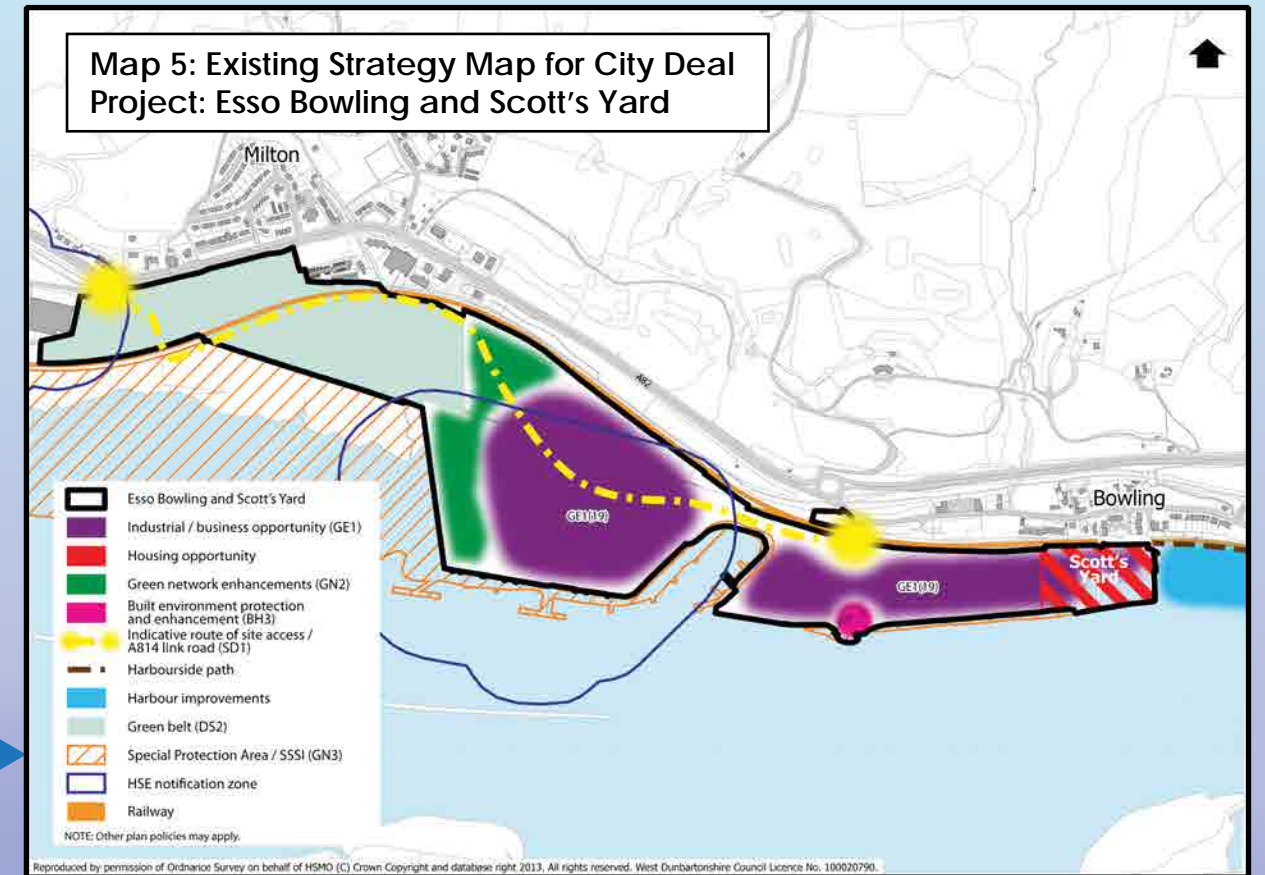 Map 5: Existing Strategy Map for City Deal
Project: Esso Bowling and Scott's Yard
Milton
A82
Bowling
GE1(19)
GE1(19)
Scott's
Yard
Esso Bowling and Scott's Yard
Industrial / business opportunity (GE1)
Housing opportunity
Green network enhancements (GN2)
Built environment protection
and enhancement (BH3)
Indicative route of site access /
A814 link road (SD1)
Harbourside path
Harbour improvements
Green belt (DS2)
Special Protection Area / SSSI (GN3)
HSE notification zone
Railway
NOTE: Other plan policies may apply.
Reproduced by permission of Ordnance Survey on behalf of HSMO (C) Crown Copyright and database right 2013. All rights reserved. West Dunbartonshire Council Licence No. 100020790.